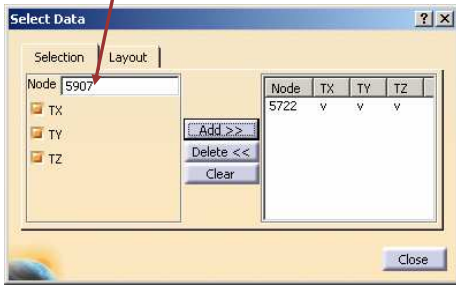 Select Data
? X
Selection Layout
Node 5907
TX
TY
TZ
Add >>
Delete <<
Clear
Node TX TY TZ
5722 v v v
Close